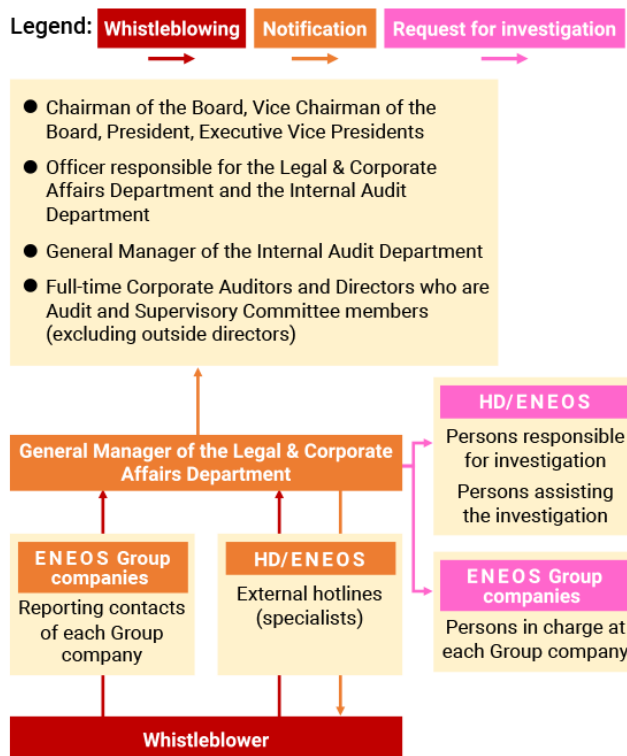 Legend: Whistleblowing Notification Request for investigation
● Chairman of the Board, Vice Chairman of the
Board, President, Executive Vice Presidents
● Officer responsible for the Legal & Corporate
Affairs Department and the Internal Audit
Department
● General Manager of the Internal Audit Department
● Full-time Corporate Auditors and Directors who are
Audit and Supervisory Committee members
(excluding outside directors)
General Manager of the Legal & Corporate
Affairs Department
HD/ENEOS
Persons responsible
for investigation
Persons assisting
the investigation
ENEOS Group
companies
Reporting contacts
of each Group
company
HD/ENEOS
External hotlines
(specialists)
ENEOS Group
companies
Persons in charge at
each Group company
Whistleblower